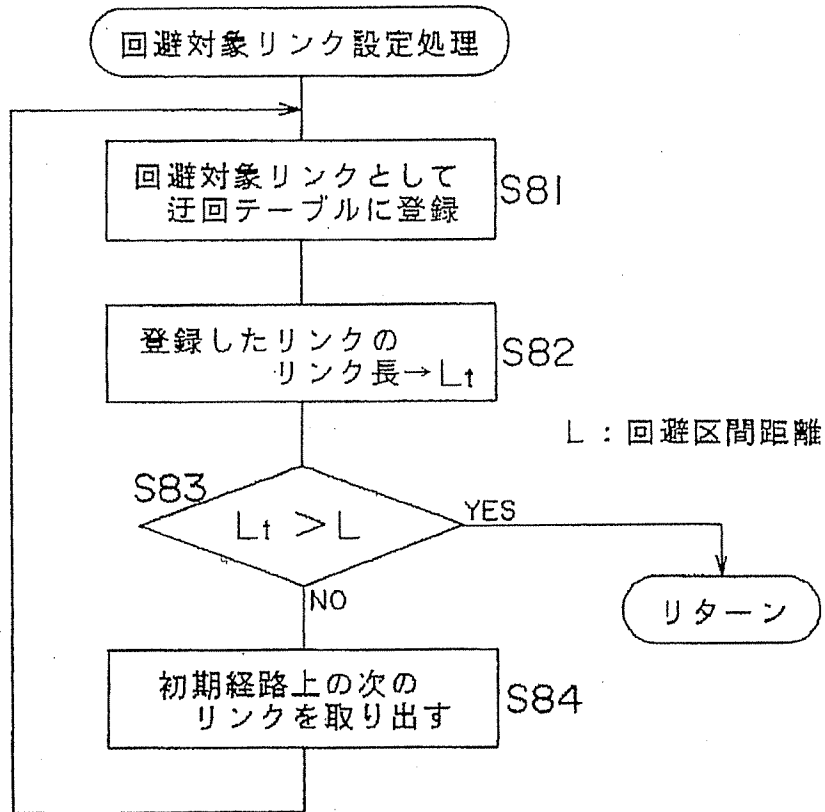 回避対象リンク設定処理
回避対象リンクとして
迂回テーブルに登録
S81
登録したリンクの
リンク長→Lt
S82
L：回避区間距離
S83
Lt＞L
YES
NO
リターン
初期経路上の次の
リンクを取り出す
S84